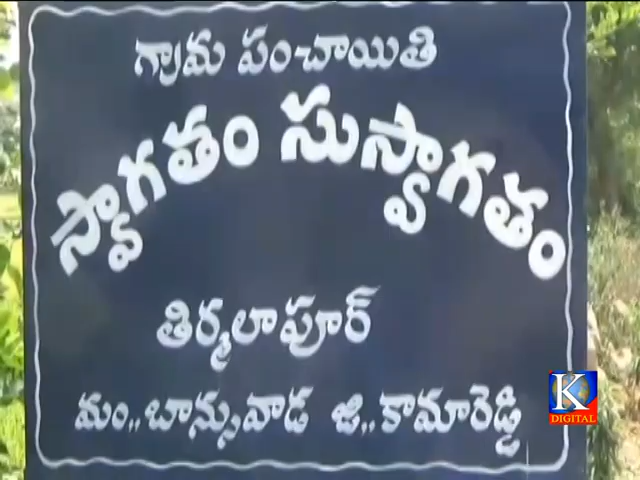 గ్రామ పంచాయితి
స్వాగతం సుస్వాగతం
తిర్మలాపూర్
మం,,బాన్సువాడ జి,,కామారెడ్డి
K
DIGITAL